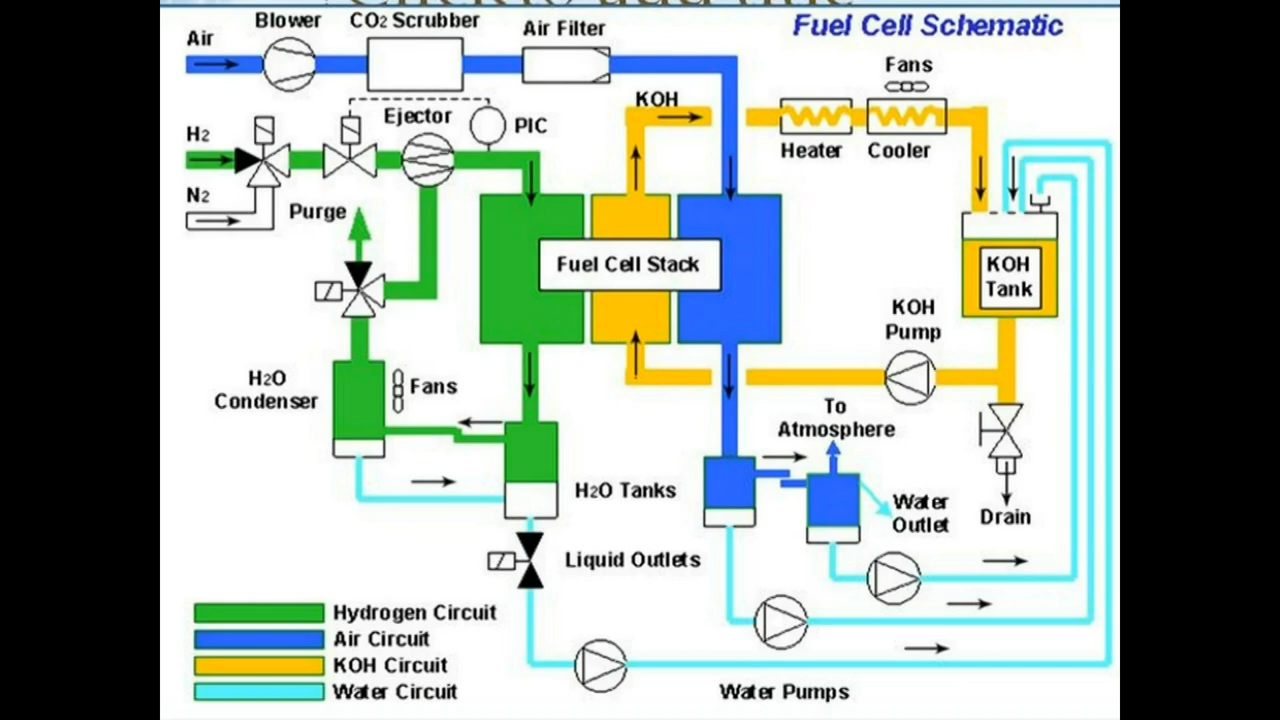 Fuel Cell Schematic
Blower
CO2 Scrubber
Air Filter
Air
Fans
KOH
Ejector
PIC
H2
Heater
Cooler
N2
Purge
Fuel Cell Stack
KOH
Tank
KOH
Pump
H2O
Condenser
Fans
To
Atmosphere
H2O Tanks
Water
Outlet
Drain
Liquid Outlets
Hydrogen Circuit
Air Circuit
KOH Circuit
Water Circuit
Water Pumps